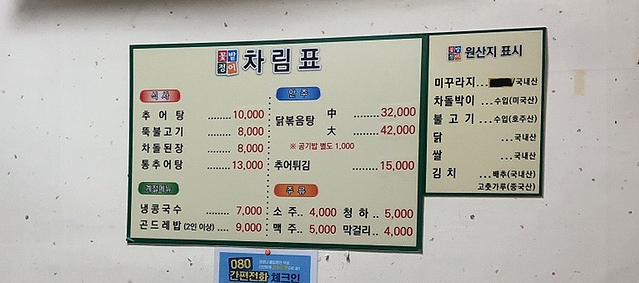 꽃밭
정이
차림표
식사
추어탕 ........ 10,000
뚝불고기 ........ 8,000
차돌된장 ........ 8,000
통추어탕 ........ 13,000
계절메뉴
냉콩국수 ........ 7,000
곤드레밥 (2인 이상) .... 9,000
안주
닭볶음탕 中 ........ 32,000
大 ........ 42,000
※ 공기밥 별도 1,000
추어튀김 ........ 15,000
주류
소주.. 4,000 청하.. 5,000
맥주.. 5,000 막걸리.. 4,000
원산지 표시
미꾸라지.... /국내산
차돌박이 ....수입(미국산)
불고기 ....수입(호주산)
닭 ....국내산
쌀 ....국내산
김치 ....배추(국내산)
고춧가루(중국산)
080
간편전화 체크인